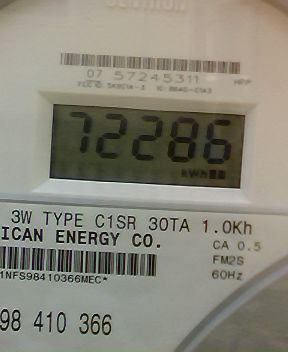 CENTRON
07 57245311
72286
kWh
3W TYPE C1SR 30TA 1.0Kh
ICAN ENERGY CO.
CA 0.5
FM2S
60Hz
1NFS98410366MEC*
98 410 366